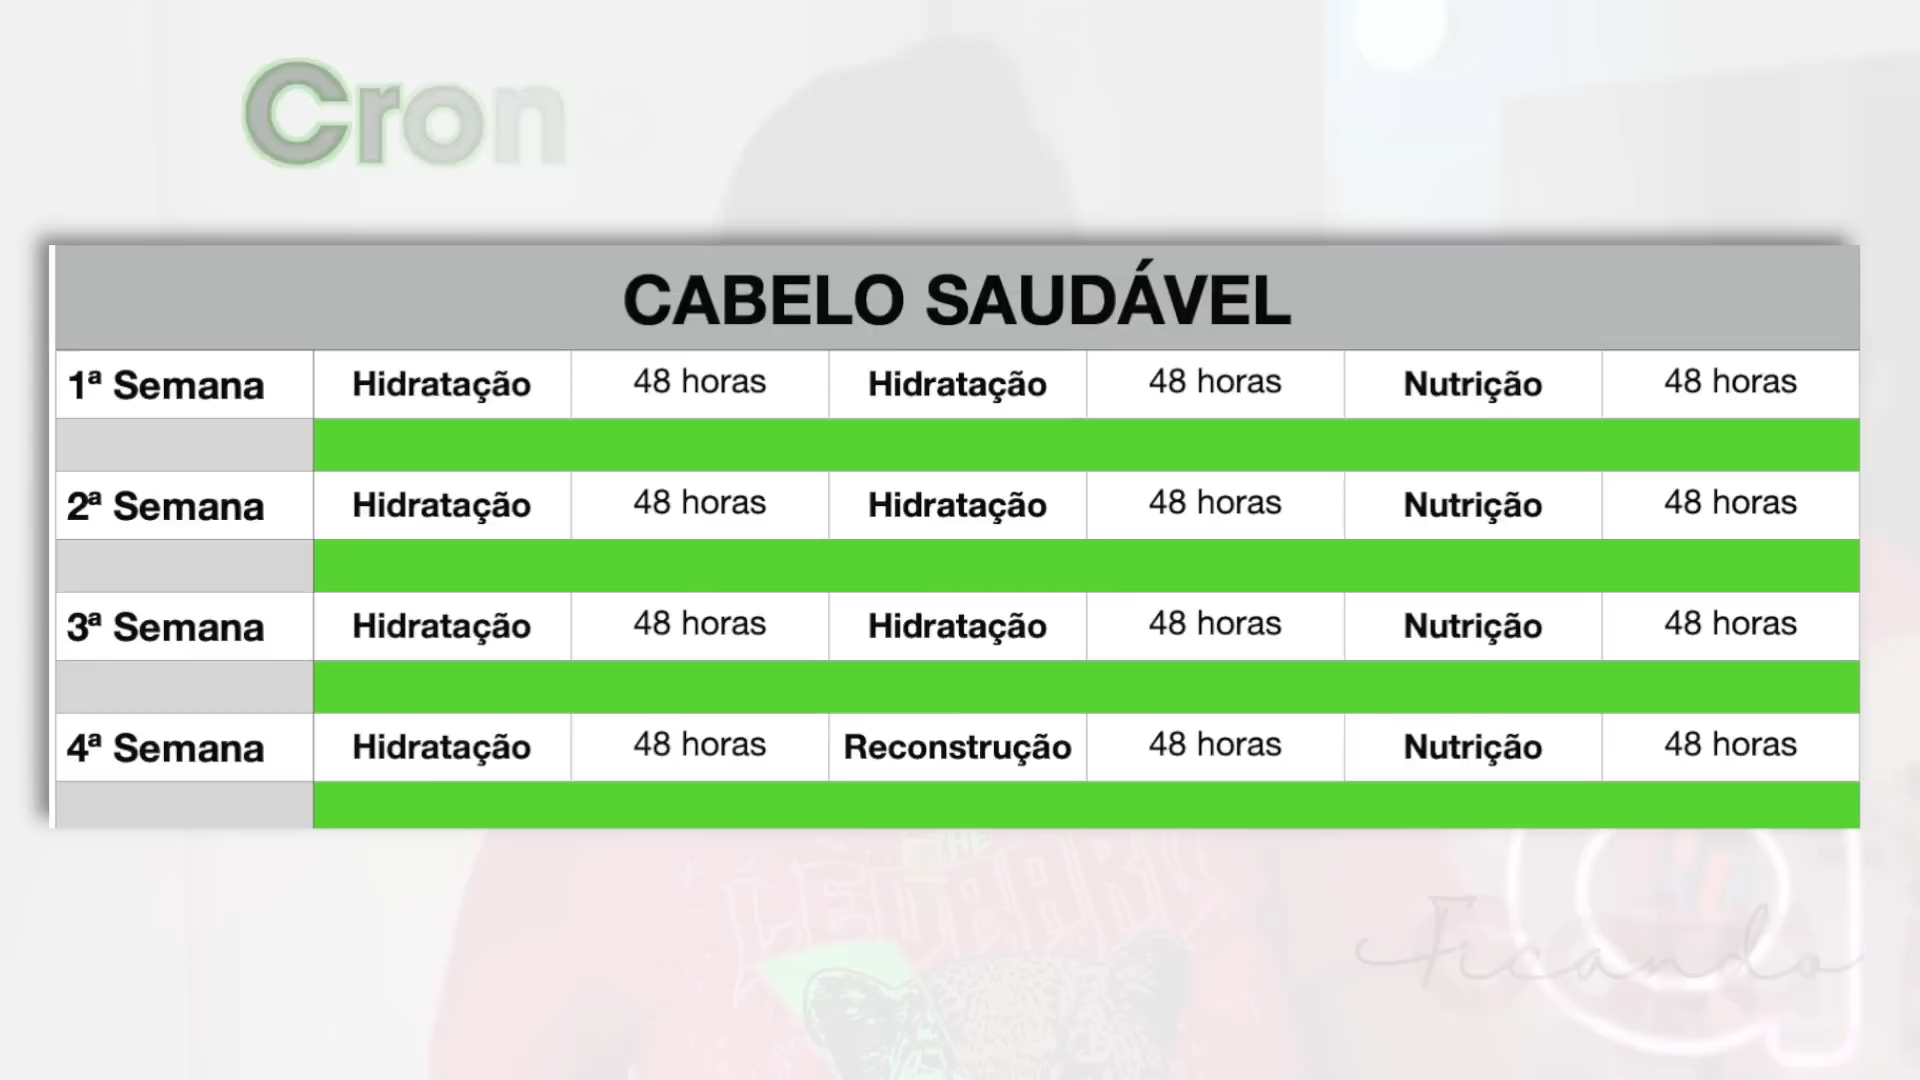 Cron
CABELO SAUDÁVEL
1ª Semana Hidratação 48 horas Hidratação 48 horas Nutrição 48 horas
2ª Semana Hidratação 48 horas Hidratação 48 horas Nutrição 48 horas
3ª Semana Hidratação 48 horas Hidratação 48 horas Nutrição 48 horas
4ª Semana Hidratação 48 horas Reconstrução 48 horas Nutrição 48 horas
THE
LEOPARD
Ficando